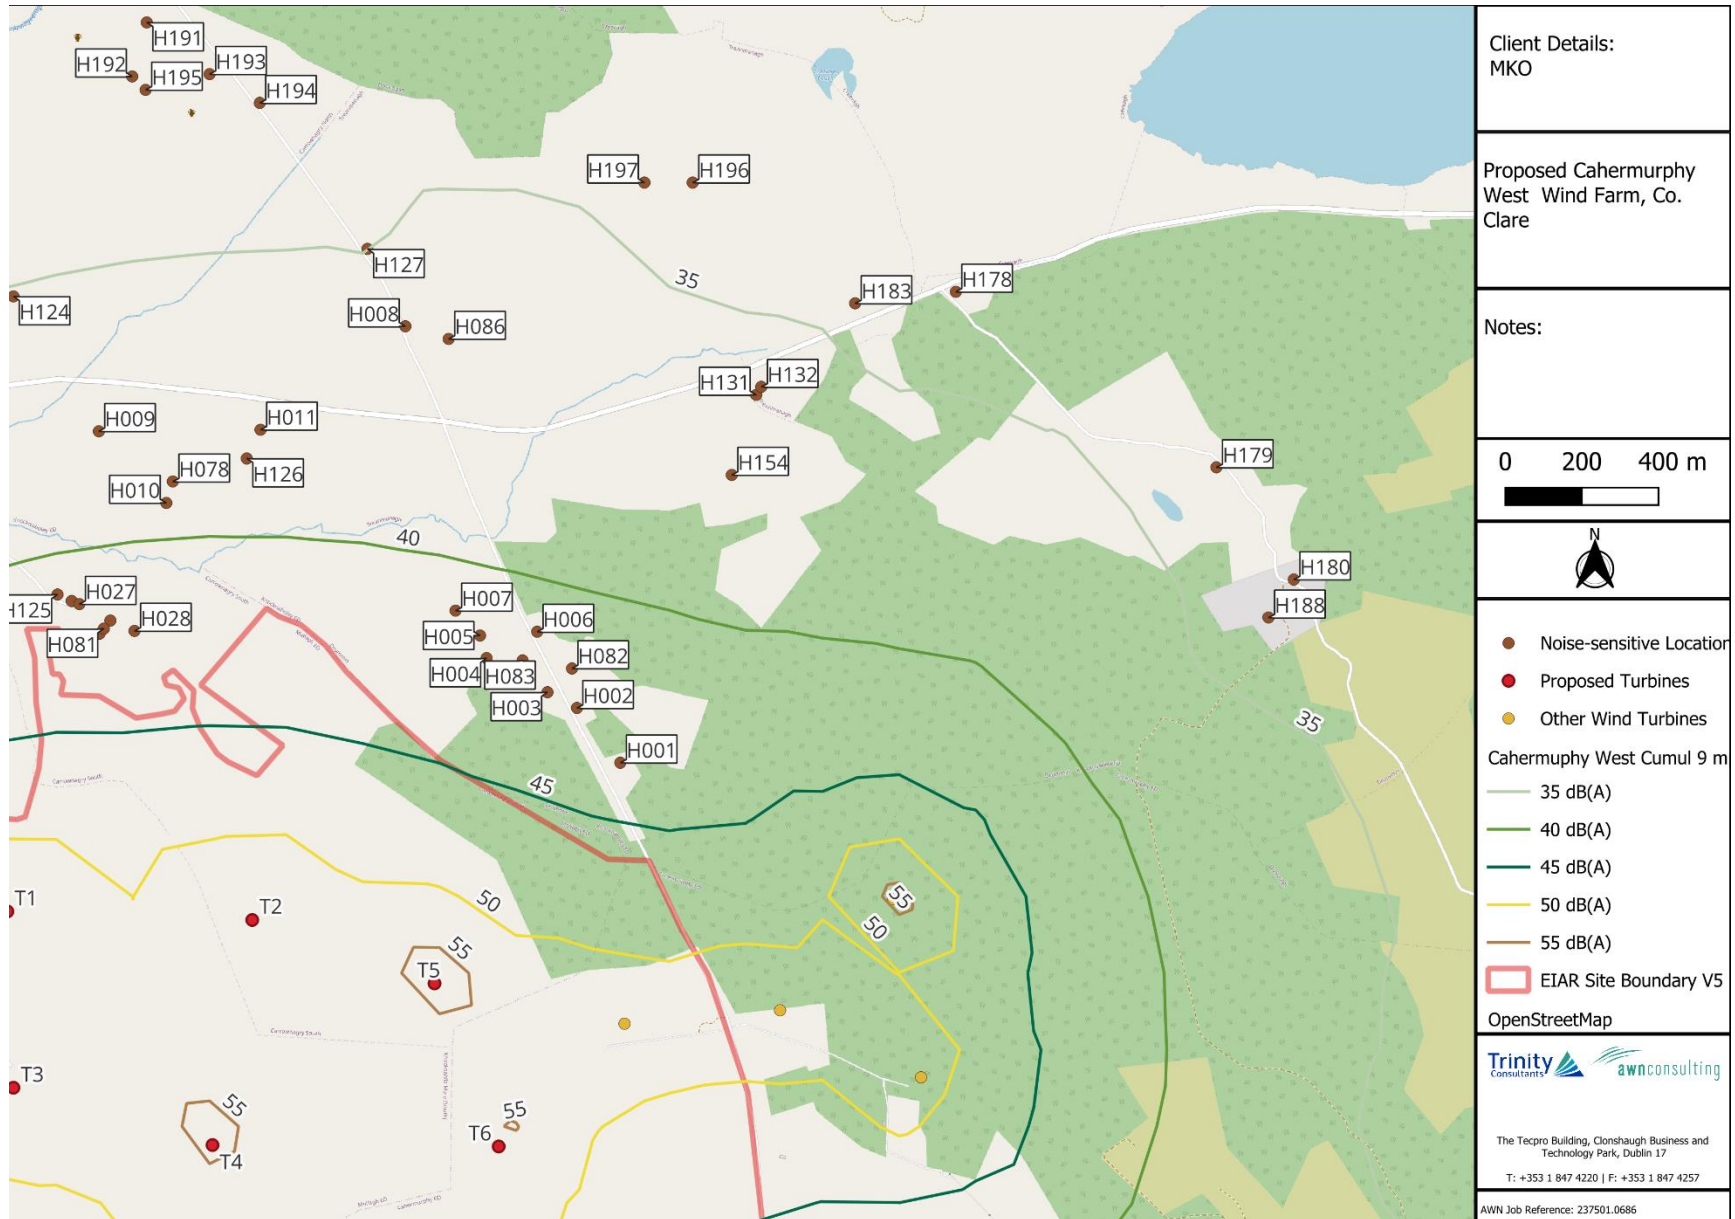 H191
H192
H193
H195
H194
H197
H196
H127
35
H124
H008
H086
H183
H178
H131
H132
H009
H011
H126
H078
H010
H154
H179
40
H180
H188
H125
H027
H028
H081
H007
H006
H005
H004
H083
H082
H003
H002
H001
35
45
50
55
50
55
T1
T2
T5
T3
55
T4
55
T6
Carrownagry South
Client Details:
MKO
Proposed Cahermurphy
West Wind Farm, Co.
Clare
Notes:
0 200 400 m
N
Noise-sensitive Location
Proposed Turbines
Other Wind Turbines
Cahermuphy West Cumul 9 m
35 dB(A)
40 dB(A)
45 dB(A)
50 dB(A)
55 dB(A)
EIAR Site Boundary V5
OpenStreetMap
Trinity
Consultants
awnconsulting
The Tecpro Building, Clonshaugh Business and
Technology Park, Dublin 17
T: +353 1 847 4220 | F: +353 1 847 4257
AWN Job Reference: 237501.0686